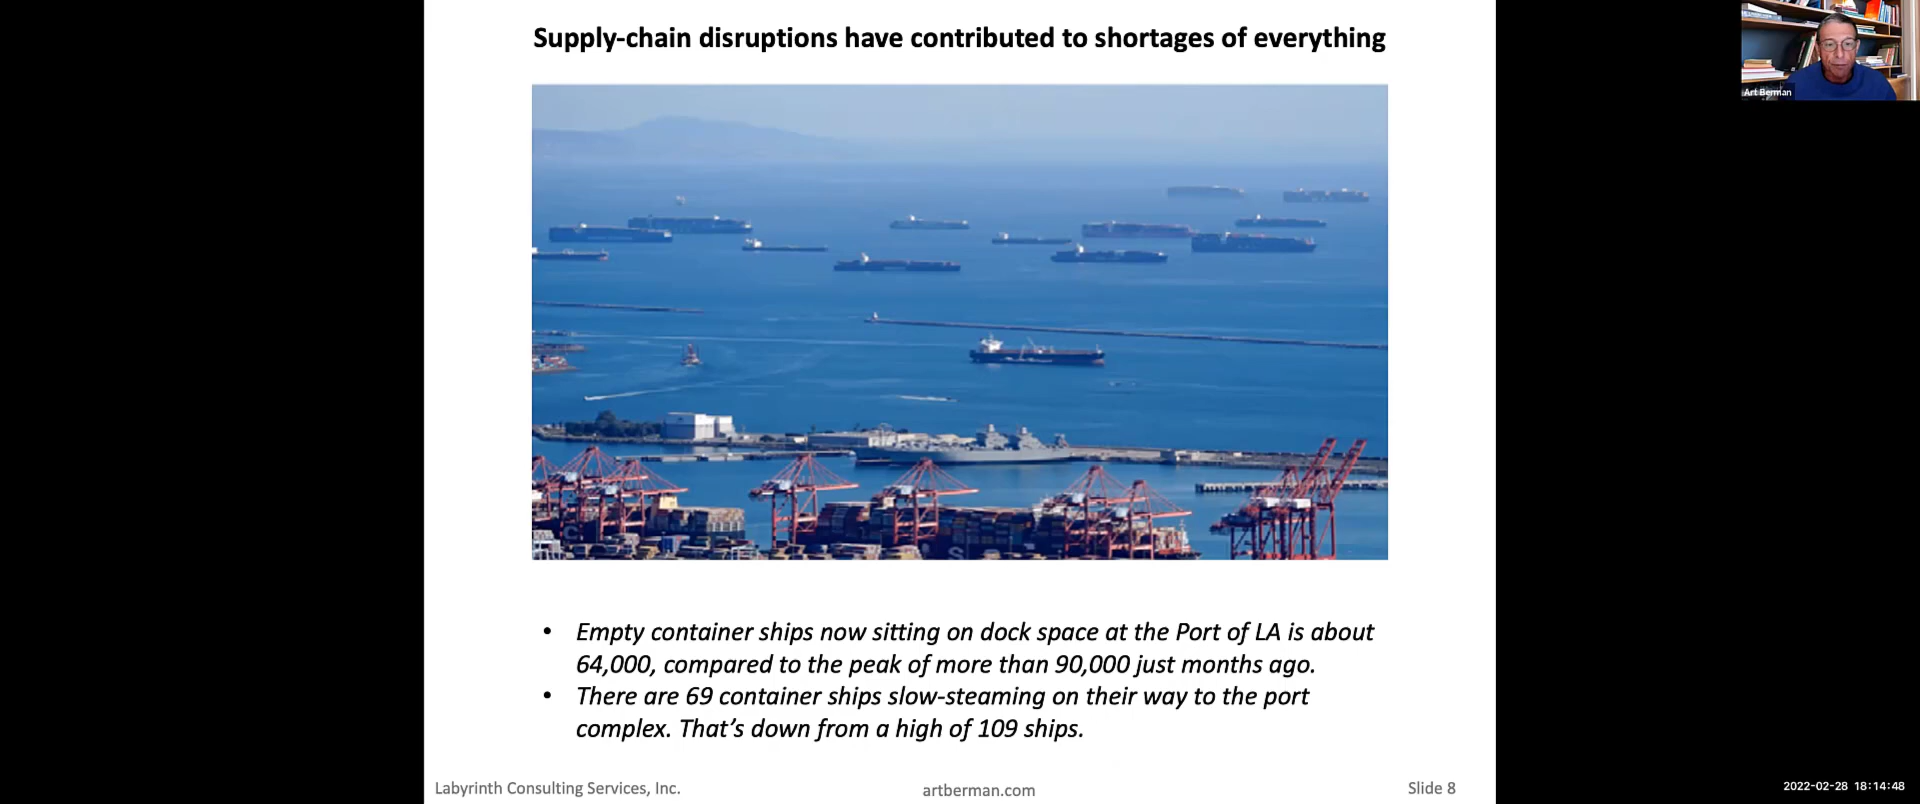 Supply-chain disruptions have contributed to shortages of everything
Art Berman
• Empty container ships now sitting on dock space at the Port of LA is about
64,000, compared to the peak of more than 90,000 just months ago.
• There are 69 container ships slow-steaming on their way to the port
complex. That’s down from a high of 109 ships.
Labyrinth Consulting Services, Inc.
artberman.com
Slide 8
2022-02-28 18:14:48